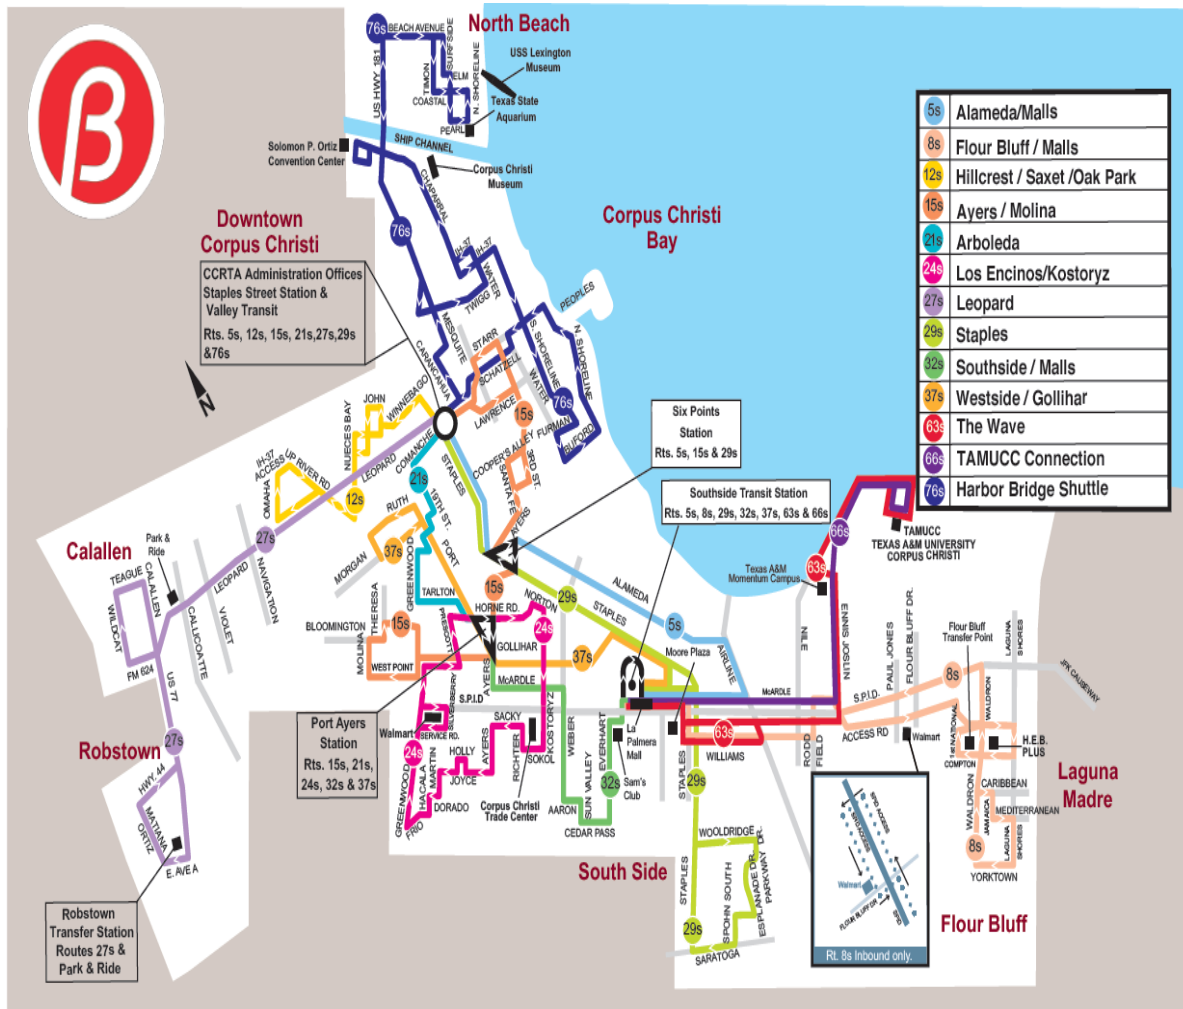 β
North Beach
76s
BEACH AVENUE
SURFSIDE
TIMON
US HWY 181
ELM
COASTAL
N. SHORELINE
PEARL
USS Lexington
Museum
Texas State
Aquarium
SHIP CHANNEL
Solomon P. Ortiz
Convention Center
Corpus Christi
Museum
CHAPARRAL
Downtown
Corpus Christi
Corpus Christi
Bay
76s
IH-37
IH-37
WATER
TWIGG
MESQUITE
CARANCAHUA
PEOPLES
STARR
SCHATZELL
LAWRENCE
S. SHORELINE
WATER
N. SHORELINE
76s
FURMAN
BUFORD
CCRTA Administration Offices
Staples Street Station &
Valley Transit
Rts. 5s, 12s, 15s, 21s,27s,29s
&76s
N
5s
Alameda/Malls
8s
Flour Bluff / Malls
12s
Hillcrest / Saxet /Oak Park
15s
Ayers / Molina
21s
Arboleda
24s
Los Encinos/Kostoryz
27s
Leopard
29s
Staples
32s
Southside / Malls
37s
Westside / Gollihar
63s
The Wave
66s
TAMUCC Connection
76s
Harbor Bridge Shuttle
JOHN
WINNEBAGO
NUECES BAY
LEOPARD
IH-37
ACCESS
UP RIVER RD
OMAHA
12s
COMANCHE
STAPLES
COOPER'S ALLEY
15s
3RD ST.
SANTA FE
AYERS
21s
19TH ST.
PORT
RUTH
37s
MORGAN
GREENWOOD
TARLTON
Six Points
Station
Rts. 5s, 15s & 29s
Southside Transit Station
Rts. 5s, 8s, 29s, 32s, 37s, 63s & 66s
66s
TAMUCC
TEXAS A&M UNIVERSITY
CORPUS CHRISTI
63s
Texas A&M
Momentum Campus
Calallen
Park &
Ride
TEAGUE
CALALLEN
WILDCAT
FM 624
27s
LEOPARD
NAVIGATION
VIOLET
CALLICOATTE
US 77
Robstown
27s
HWY. 44
MATIANA
ORTIZ
E. AVE A
Robstown
Transfer Station
Routes 27s &
Park & Ride
15s
HORNE RD.
NORTON
29s
STAPLES
ALAMEDA
5s
AIRLINE
BLOOMINGTON
THERESA
15s
MOLINA
WEST POINT
PRESCOTT
24s
GOLLIHAR
37s
AYERS
McARDLE
Moore Plaza
McARDLE
Port Ayers
Station
Rts. 15s, 21s,
24s, 32s & 37s
SILVERBERRY
S.P.I.D
Walmart
SERVICE RD.
24s
SACKY
KOSTORYZ
WEBER
HOLLY
JOYCE
AYERS
RICHTER
SOKOL
GREENWOOD
HACALA
MARTIN
DORADO
FRIO
Corpus Christi
Trade Center
EVERHART
SUN VALLEY
32s
AARON
CEDAR PASS
La
Palmera
Mall
Sam's
Club
63s
WILLIAMS
STAPLES
29s
WOOLDRIDGE
STAPLES
SPOHN SOUTH
ESPLANADE DR.
PARKWAY DR.
29s
SARATOGA
South Side
NILE
ENNIS JOSLIN
PAUL JONES
FLOUR BLUFF DR.
RODD
FIELD
S.P.I.D.
ACCESS RD
8s
Walmart
Flour Bluff
Transfer Point
LAGUNA
SHORES
JFK CAUSEWAY
WALDRON
COMPTON
H.E.B.
PLUS
CARIBBEAN
MEDITERRANEAN
WALDRON
JAMAICA
LAGUNA
SHORES
8s
YORKTOWN
Laguna
Madre
Flour Bluff
SPID ACCESS
Walmart
FLOUR BLUFF DR
SPID
Rt. 8s Inbound only.